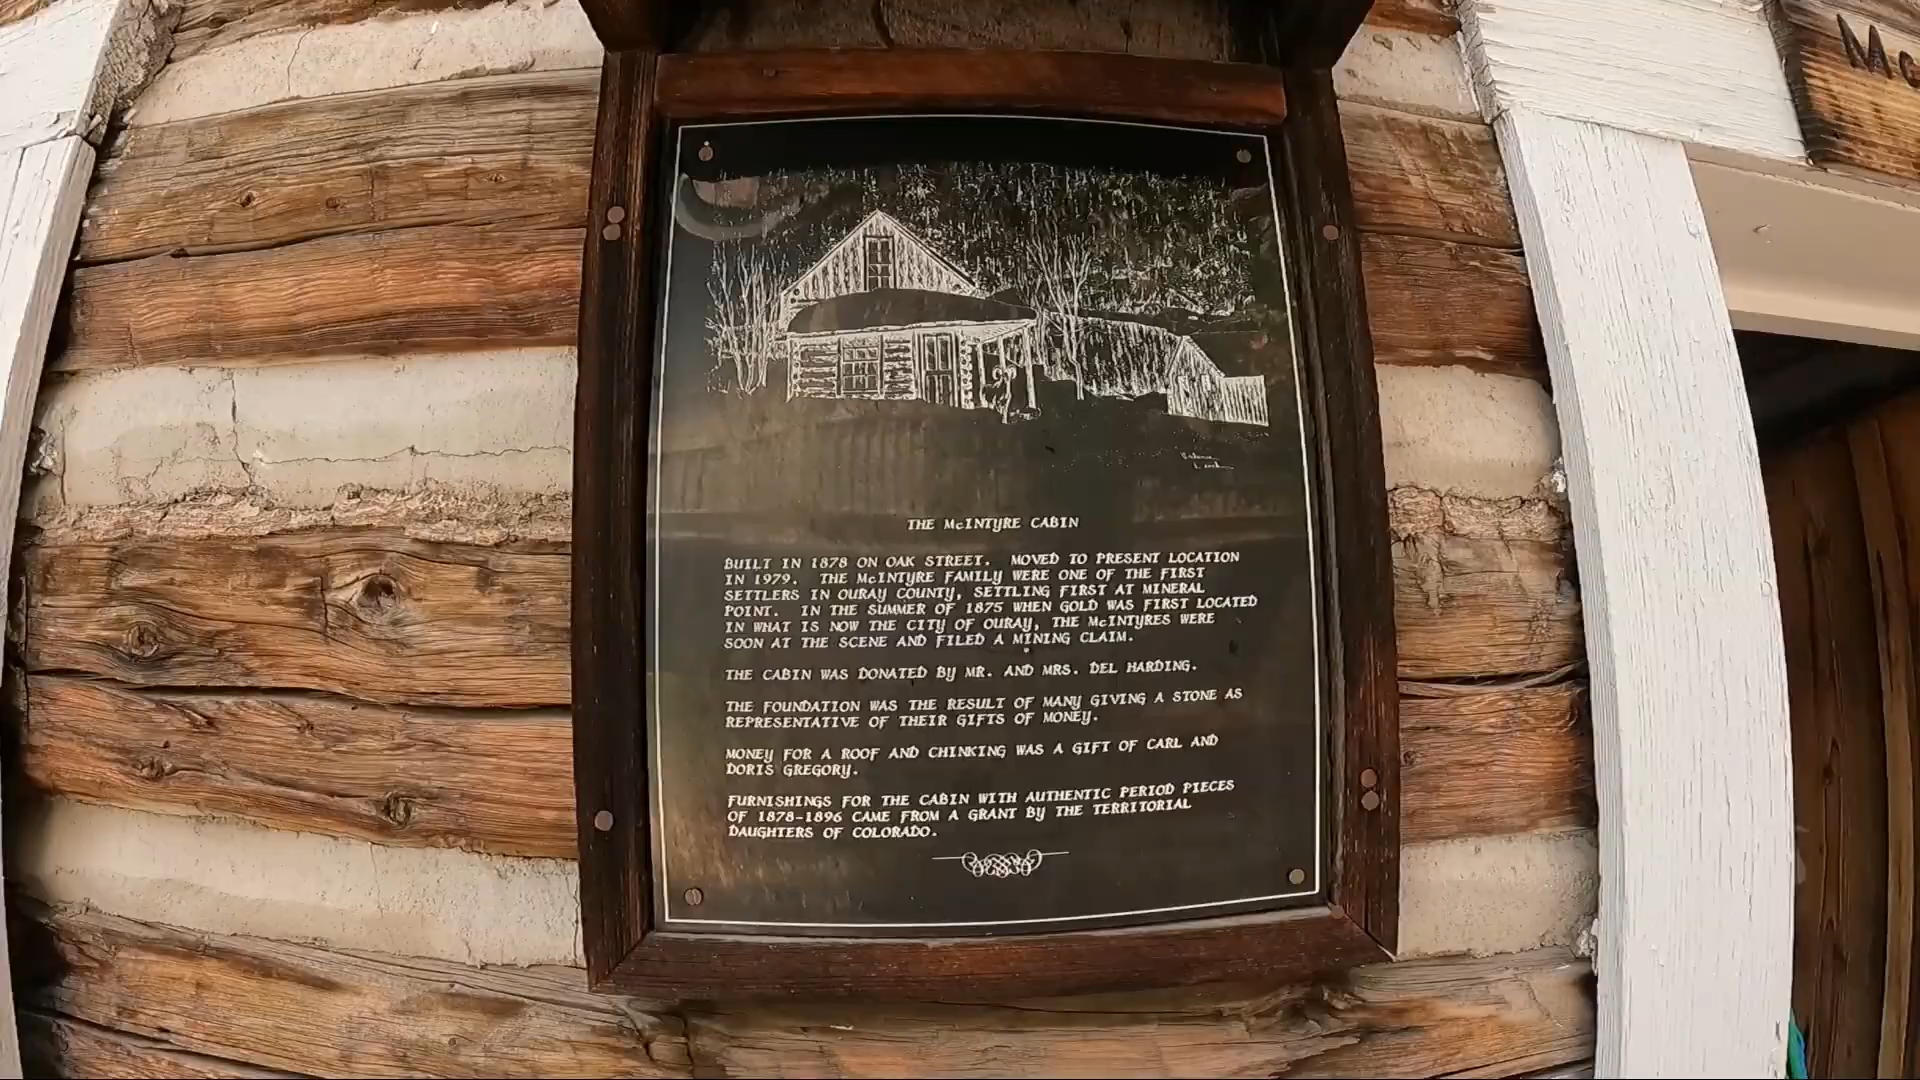 Mc
THE McINTYRE CABIN
BUILT IN 1878 ON OAK STREET. MOVED TO PRESENT LOCATION
IN 1979. THE McINTYRE FAMILY WERE ONE OF THE FIRST
SETTLERS IN OURAY COUNTY, SETTLING FIRST AT MINERAL
POINT. IN THE SUMMER OF 1875 WHEN GOLD WAS FIRST LOCATED
IN WHAT IS NOW THE CITY OF OURAY, THE McINTYRES WERE
SOON AT THE SCENE AND FILED A MINING CLAIM.
THE CABIN WAS DONATED BY MR. AND MRS. DEL HARDING.
THE FOUNDATION WAS THE RESULT OF MANY GIVING A STONE AS
REPRESENTATIVE OF THEIR GIFTS OF MONEY.
MONEY FOR A ROOF AND CHINKING WAS A GIFT OF CARL AND
DORIS GREGORY.
FURNISHINGS FOR THE CABIN WITH AUTHENTIC PERIOD PIECES
OF 1878-1896 CAME FROM A GRANT BY THE TERRITORIAL
DAUGHTERS OF COLORADO.